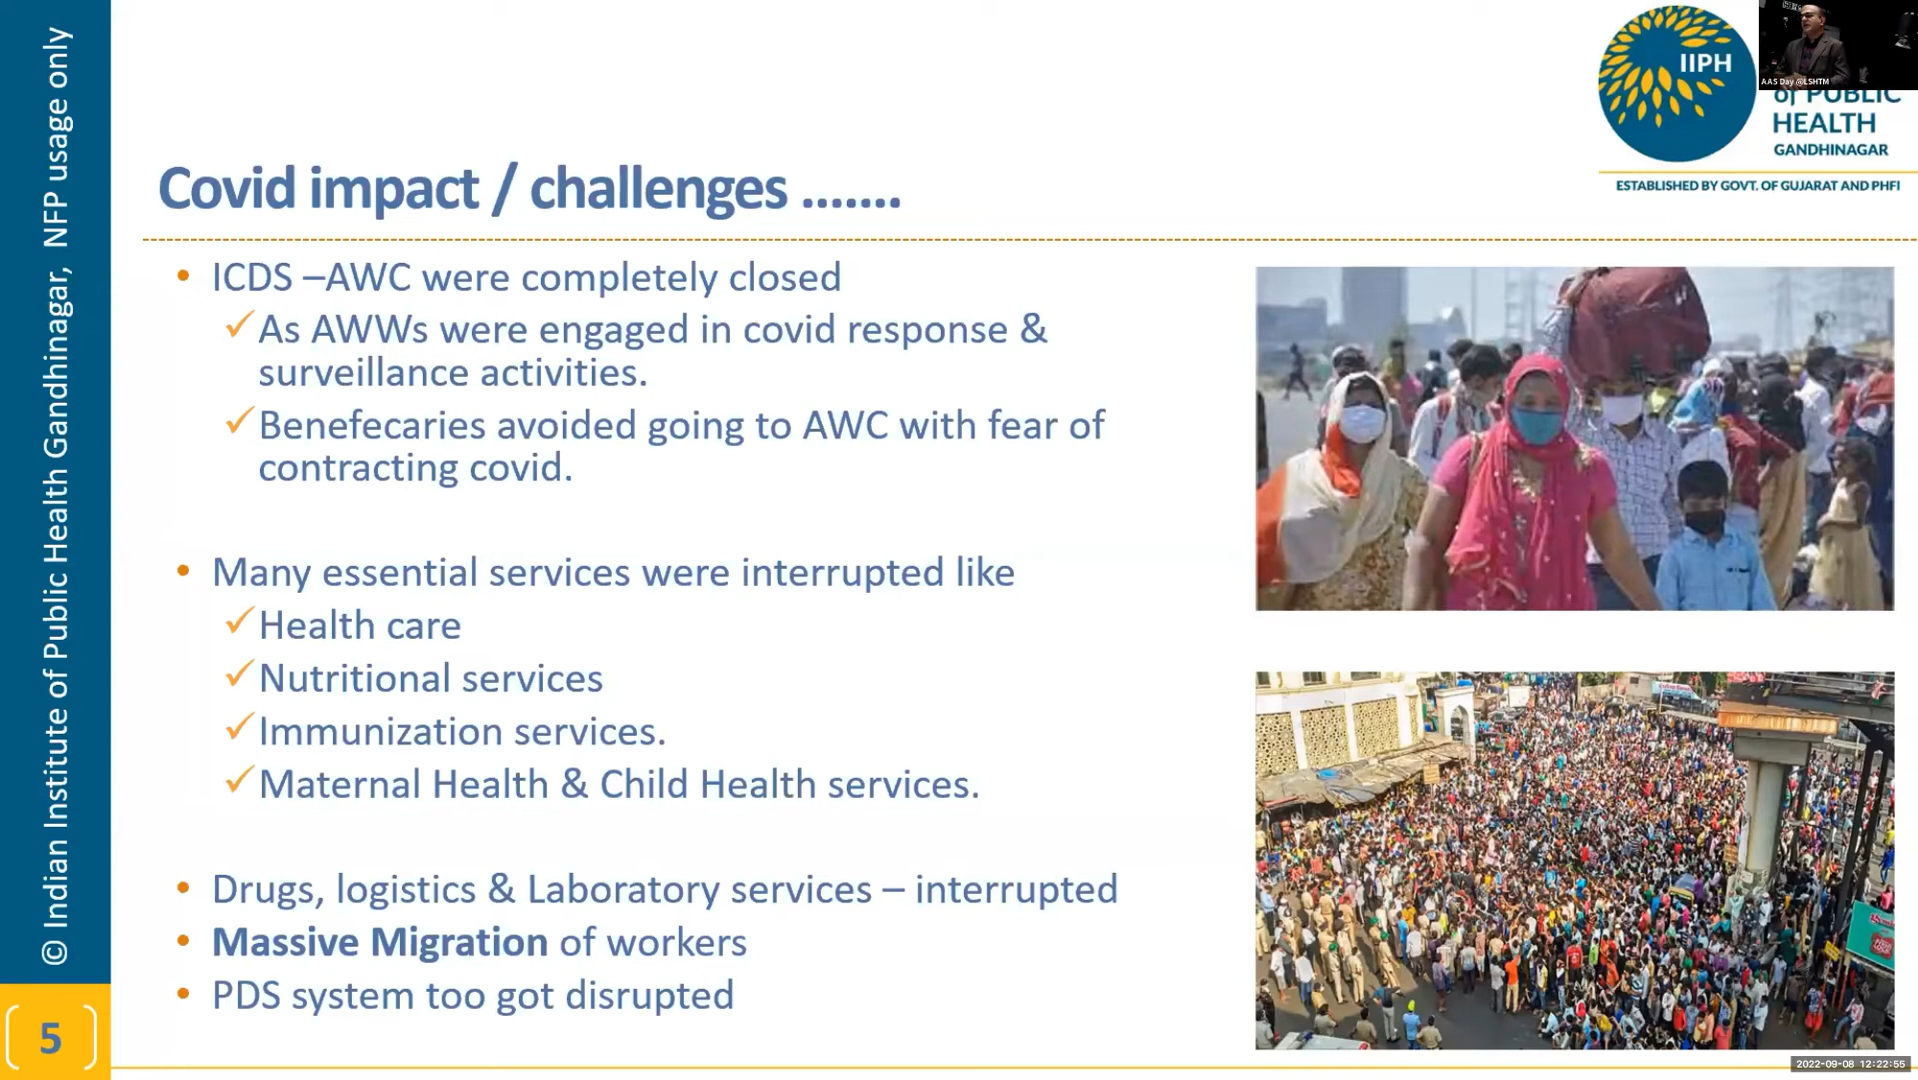 © Indian Institute of Public Health Gandhinagar, NFP usage only
5
IIPH
of PUBLIC
HEALTH
GANDHINAGAR
ESTABLISHED BY GOVT. OF GUJARAT AND PHFI
AAS Day @LSHTM
Covid impact / challenges .......
• ICDS –AWC were completely closed
✓As AWWs were engaged in covid response &
surveillance activities.
✓Benefecaries avoided going to AWC with fear of
contracting covid.
• Many essential services were interrupted like
✓Health care
✓Nutritional services
✓Immunization services.
✓Maternal Health & Child Health services.
• Drugs, logistics & Laboratory services – interrupted
• Massive Migration of workers
• PDS system too got disrupted
2022-09-08 12:22:55